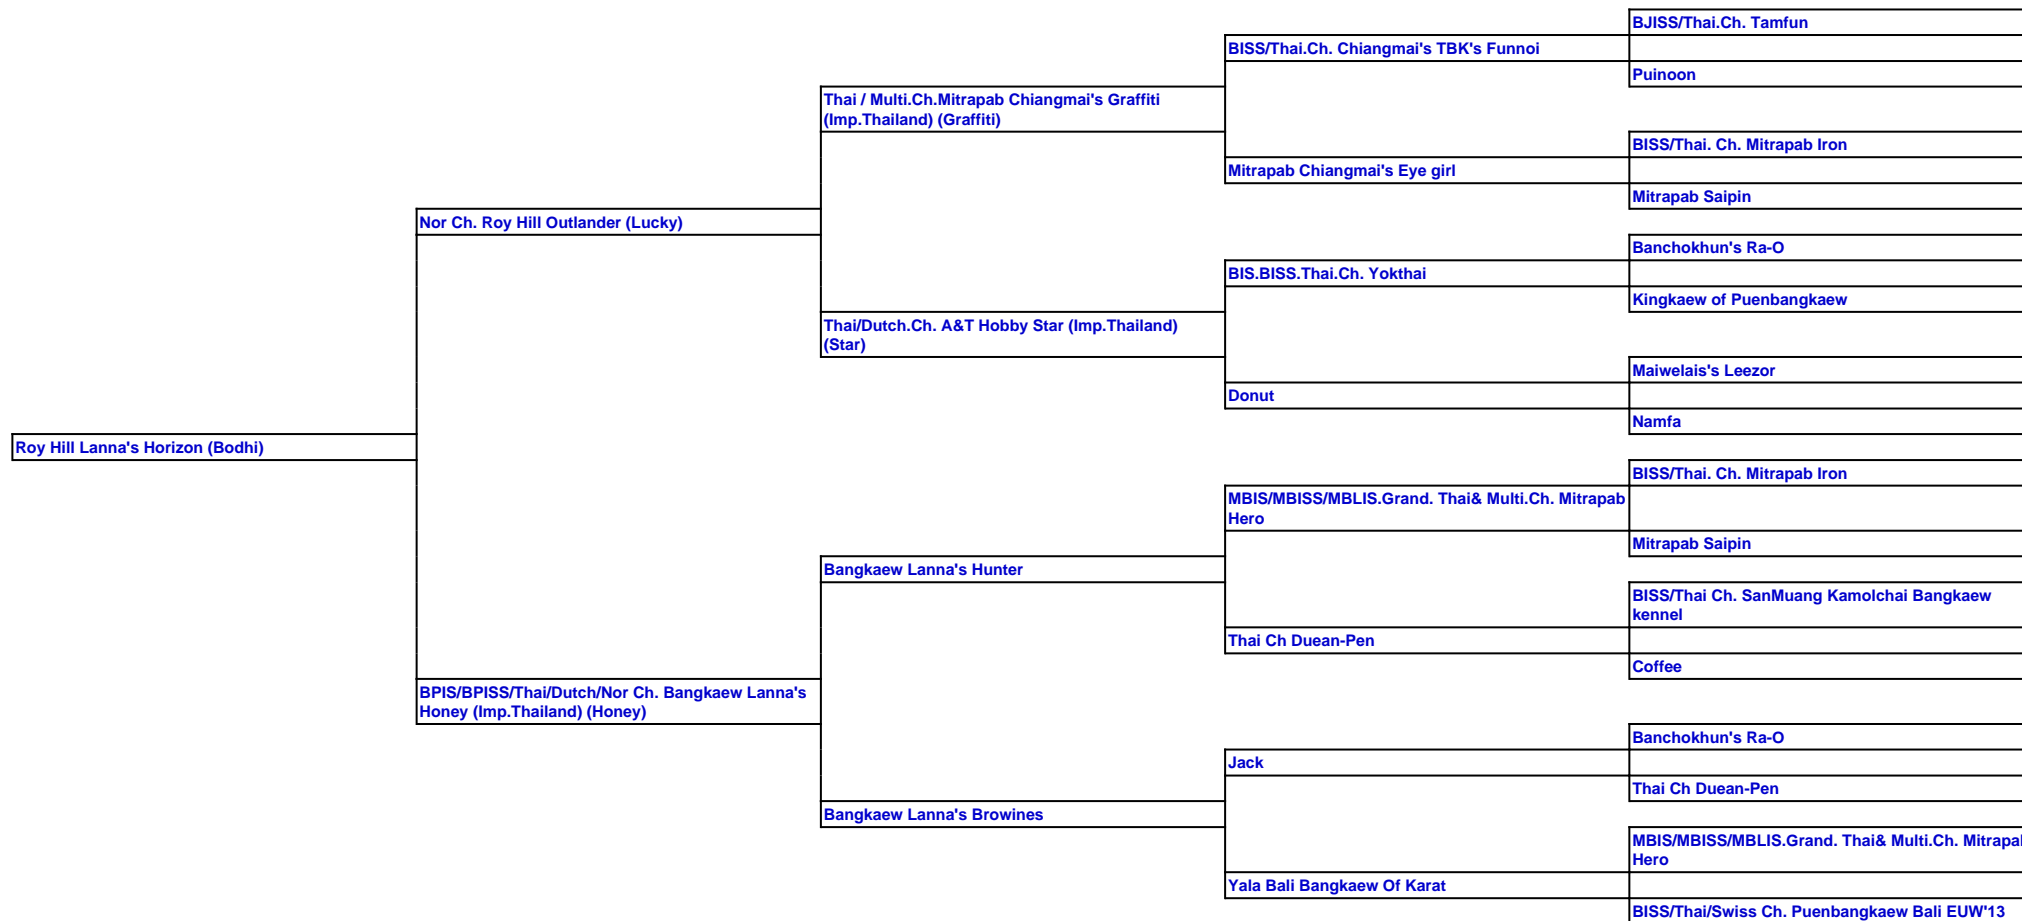 BJISS/Thai.Ch. Tamfun
BISS/Thai.Ch. Chiangmai's TBK's Funnoi
Puinoon
Thai / Multi.Ch.Mitrapab Chiangmai's Graffiti
(Imp.Thailand) (Graffiti)
BISS/Thai. Ch. Mitrapab Iron
Mitrapab Chiangmai's Eye girl
Mitrapab Saipin
Nor Ch. Roy Hill Outlander (Lucky)
Banchokhun's Ra-O
BIS.BISS.Thai.Ch. Yokthai
Kingkaew of Puenbangkaew
Thai/Dutch.Ch. A&T Hobby Star (Imp.Thailand)
(Star)
Maiwelais's Leezor
Donut
Namfa
Roy Hill Lanna's Horizon (Bodhi)
BISS/Thai. Ch. Mitrapab Iron
MBIS/MBISS/MBLIS.Grand. Thai& Multi.Ch. Mitrapab
Hero
Mitrapab Saipin
Bangkaew Lanna's Hunter
BISS/Thai Ch. SanMuang Kamolchai Bangkaew
kennel
Thai Ch Duean-Pen
Coffee
BPIS/BPISS/Thai/Dutch/Nor Ch. Bangkaew Lanna's
Honey (Imp.Thailand) (Honey)
Banchokhun's Ra-O
Jack
Thai Ch Duean-Pen
Bangkaew Lanna's Browines
MBIS/MBISS/MBLIS.Grand. Thai& Multi.Ch. Mitrapab
Hero
Yala Bali Bangkaew Of Karat
BISS/Thai/Swiss Ch. Puenbangkaew Bali EUW'13